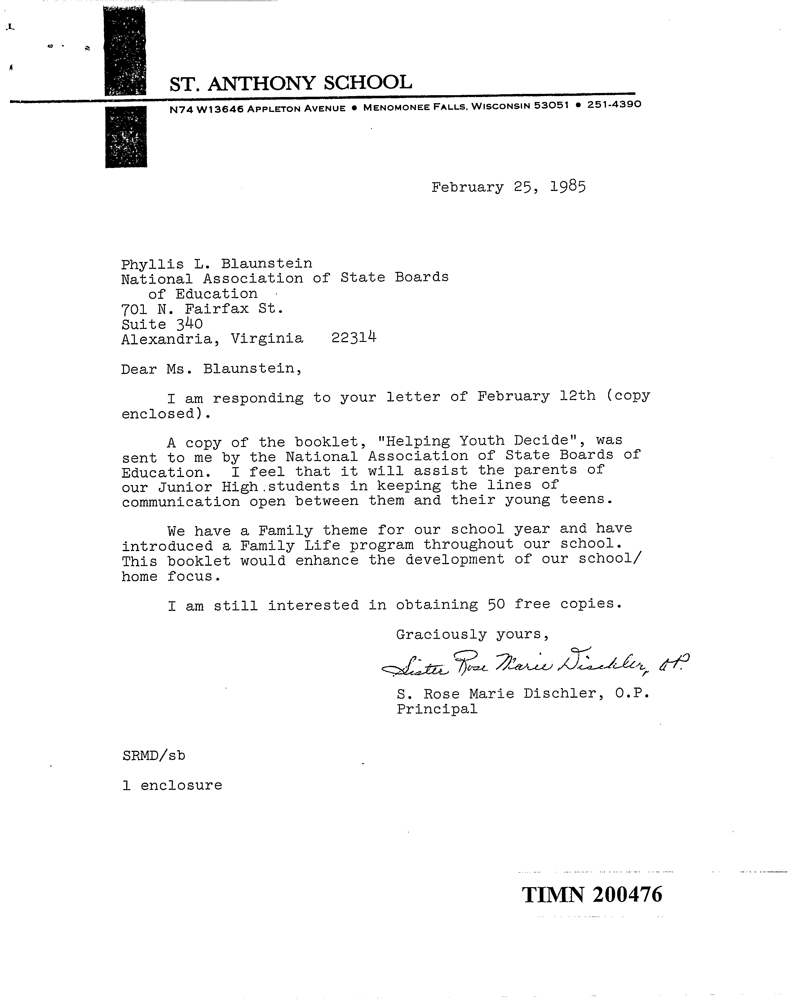 ST. ANTHONY SCHOOL
N74 W13646 APPLETON AVENUE • MENOMONEE FALLS, WISCONSIN 53051 • 251-4390
February 25, 1985
Phyllis L. Blaunstein
National Association of State Boards
of Education
701 N. Fairfax St.
Suite 340
Alexandria, Virginia 22314
Dear Ms. Blaunstein,
I am responding to your letter of February 12th (copy
enclosed).
A copy of the booklet, "Helping Youth Decide", was
sent to me by the National Association of State Boards of
Education. I feel that it will assist the parents of
our Junior High students in keeping the lines of
communication open between them and their young teens.
We have a Family theme for our school year and have
introduced a Family Life program throughout our school.
This booklet would enhance the development of our school/
home focus.
I am still interested in obtaining 50 free copies.
Graciously yours,
Sister Rose Marie Dischler, O.P.
S. Rose Marie Dischler, O.P.
Principal
SRMD/sb
1 enclosure
TIMN 200476